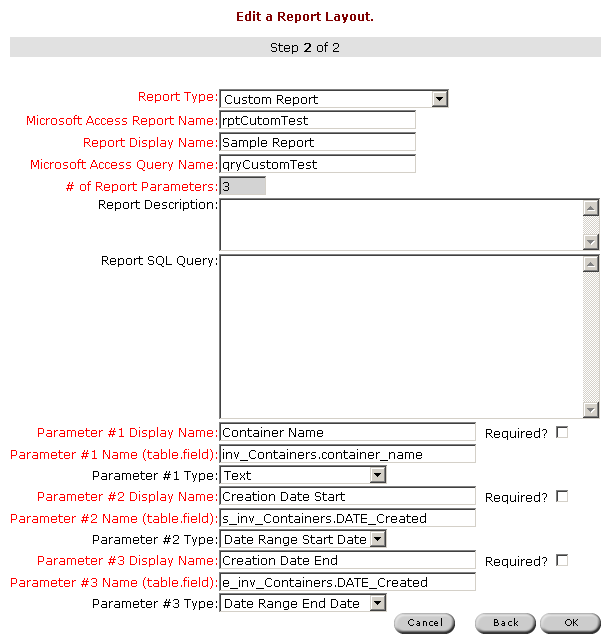 Edit a Report Layout.
Step 2 of 2
Report Type: Custom Report
Microsoft Access Report Name: rptCutomTest
Report Display Name: Sample Report
Microsoft Access Query Name: qryCustomTest
# of Report Parameters: 3
Report Description:
Report SQL Query:
Parameter #1 Display Name: Container Name Required?
Parameter #1 Name (table.field): inv_Containers.container_name
Parameter #1 Type: Text
Parameter #2 Display Name: Creation Date Start Required?
Parameter #2 Name (table.field): s_inv_Containers.DATE_Created
Parameter #2 Type: Date Range Start Date
Parameter #3 Display Name: Creation Date End Required?
Parameter #3 Name (table.field): e_inv_Containers.DATE_Created
Parameter #3 Type: Date Range End Date
Cancel Back OK